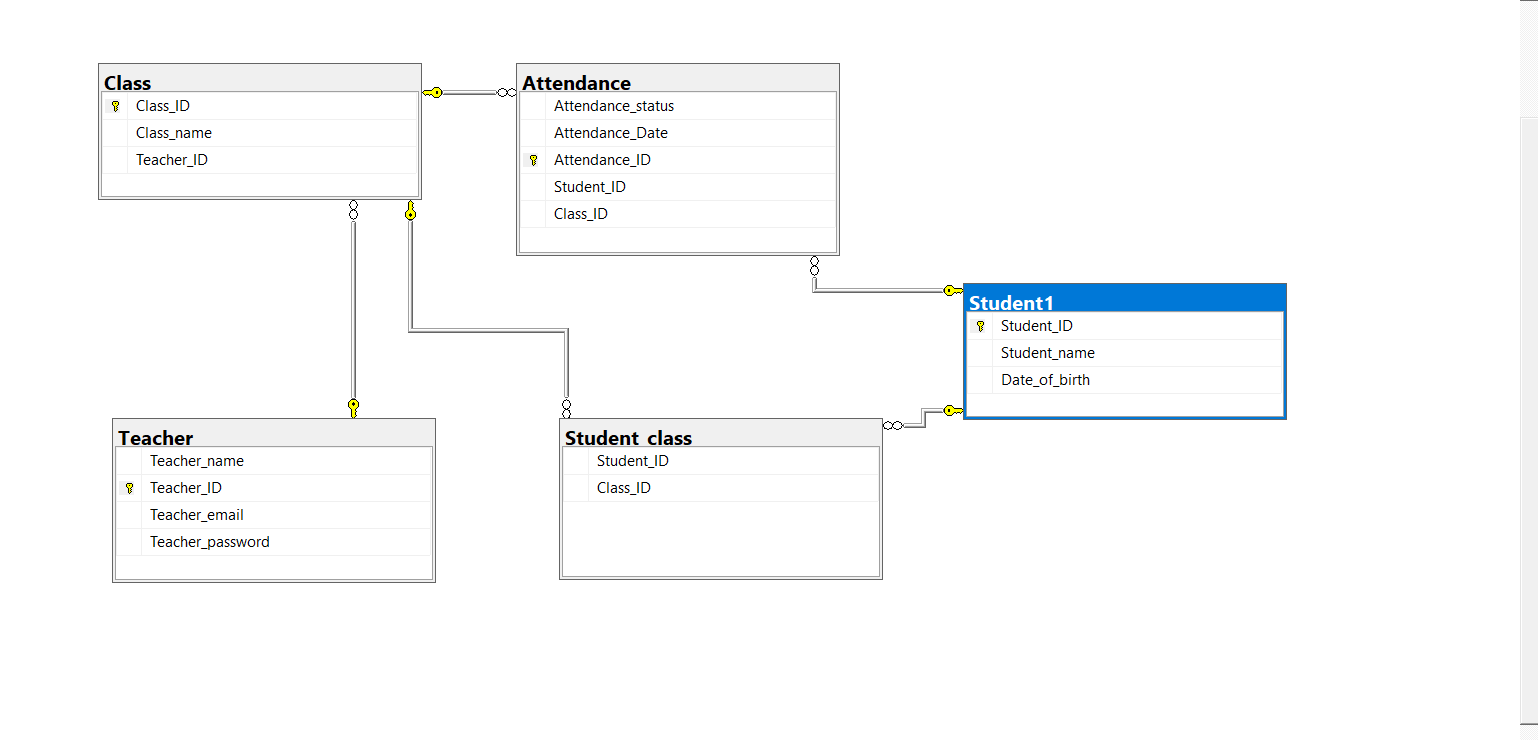 Class
Class_ID
Class_name
Teacher_ID
Attendance
Attendance_status
Attendance_Date
Attendance_ID
Student_ID
Class_ID
Student1
Student_ID
Student_name
Date_of_birth
Teacher
Teacher_name
Teacher_ID
Teacher_email
Teacher_password
Student_class
Student_ID
Class_ID